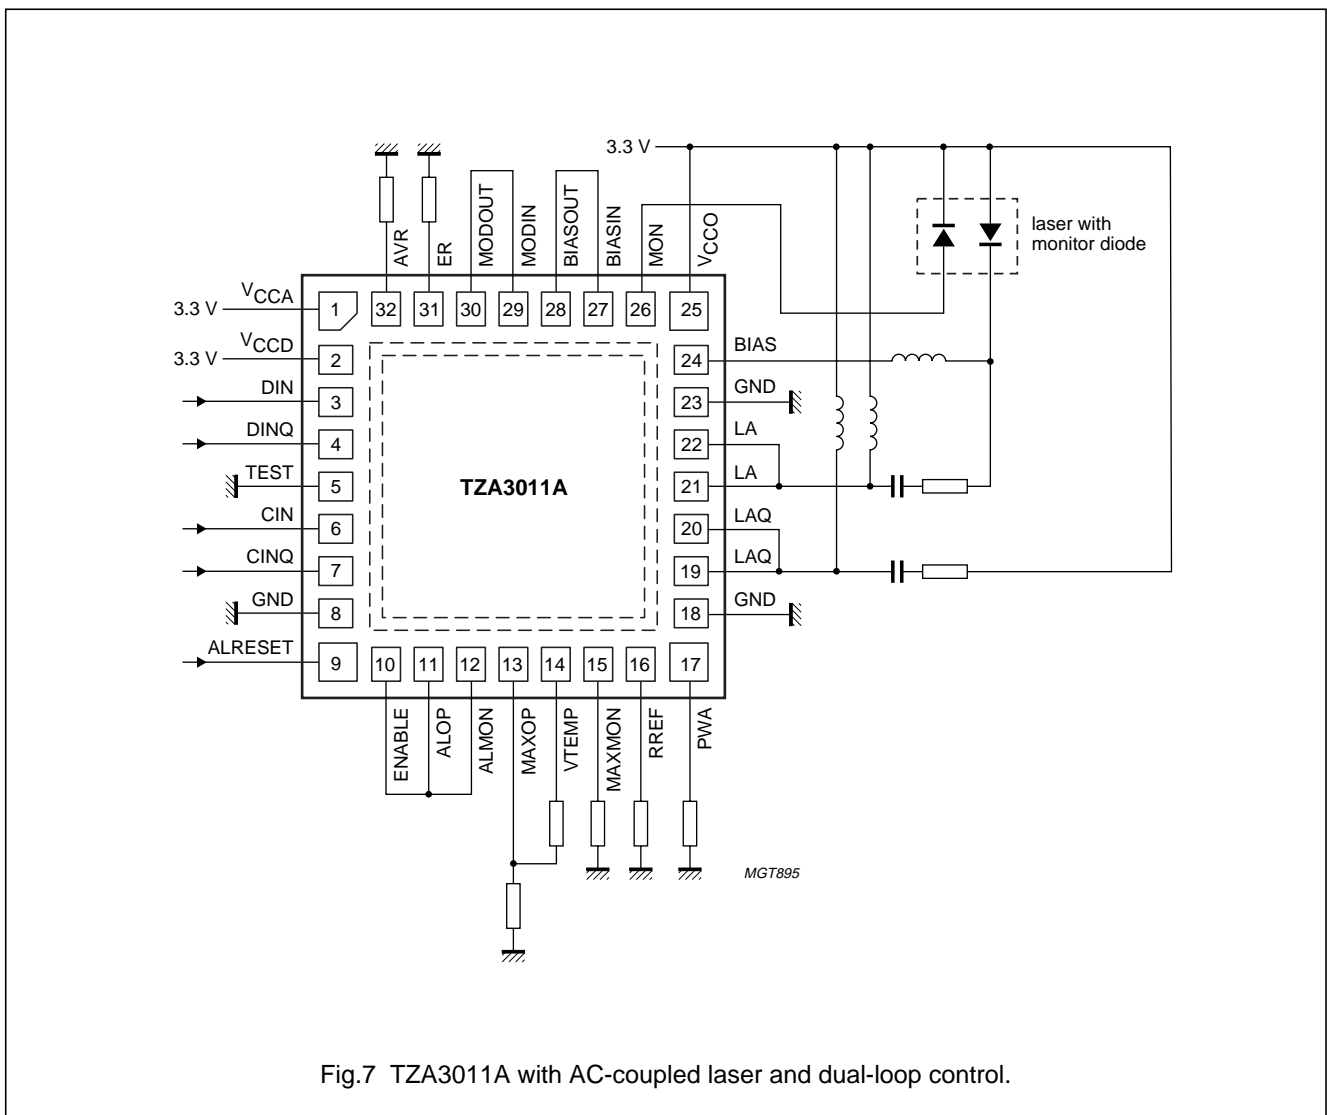 3.3 V
AVR
ER
MODOUT
MODIN
BIASOUT
BIASIN
MON
VCCO
laser with
monitor diode
3.3 V
VCCA
1
32
31
30
29
28
27
26
25
3.3 V
VCCD
2
24
BIAS
DIN
3
23
GND
DINQ
4
22
LA
TEST
5
TZA3011A
21
LA
CIN
6
20
LAQ
CINQ
7
19
LAQ
GND
8
18
GND
ALRESET
9
10
11
12
13
14
15
16
17
ENABLE
ALOP
ALMON
MAXOP
VTEMP
MAXMON
RREF
PWA
MGT895
Fig.7 TZA3011A with AC-coupled laser and dual-loop control.